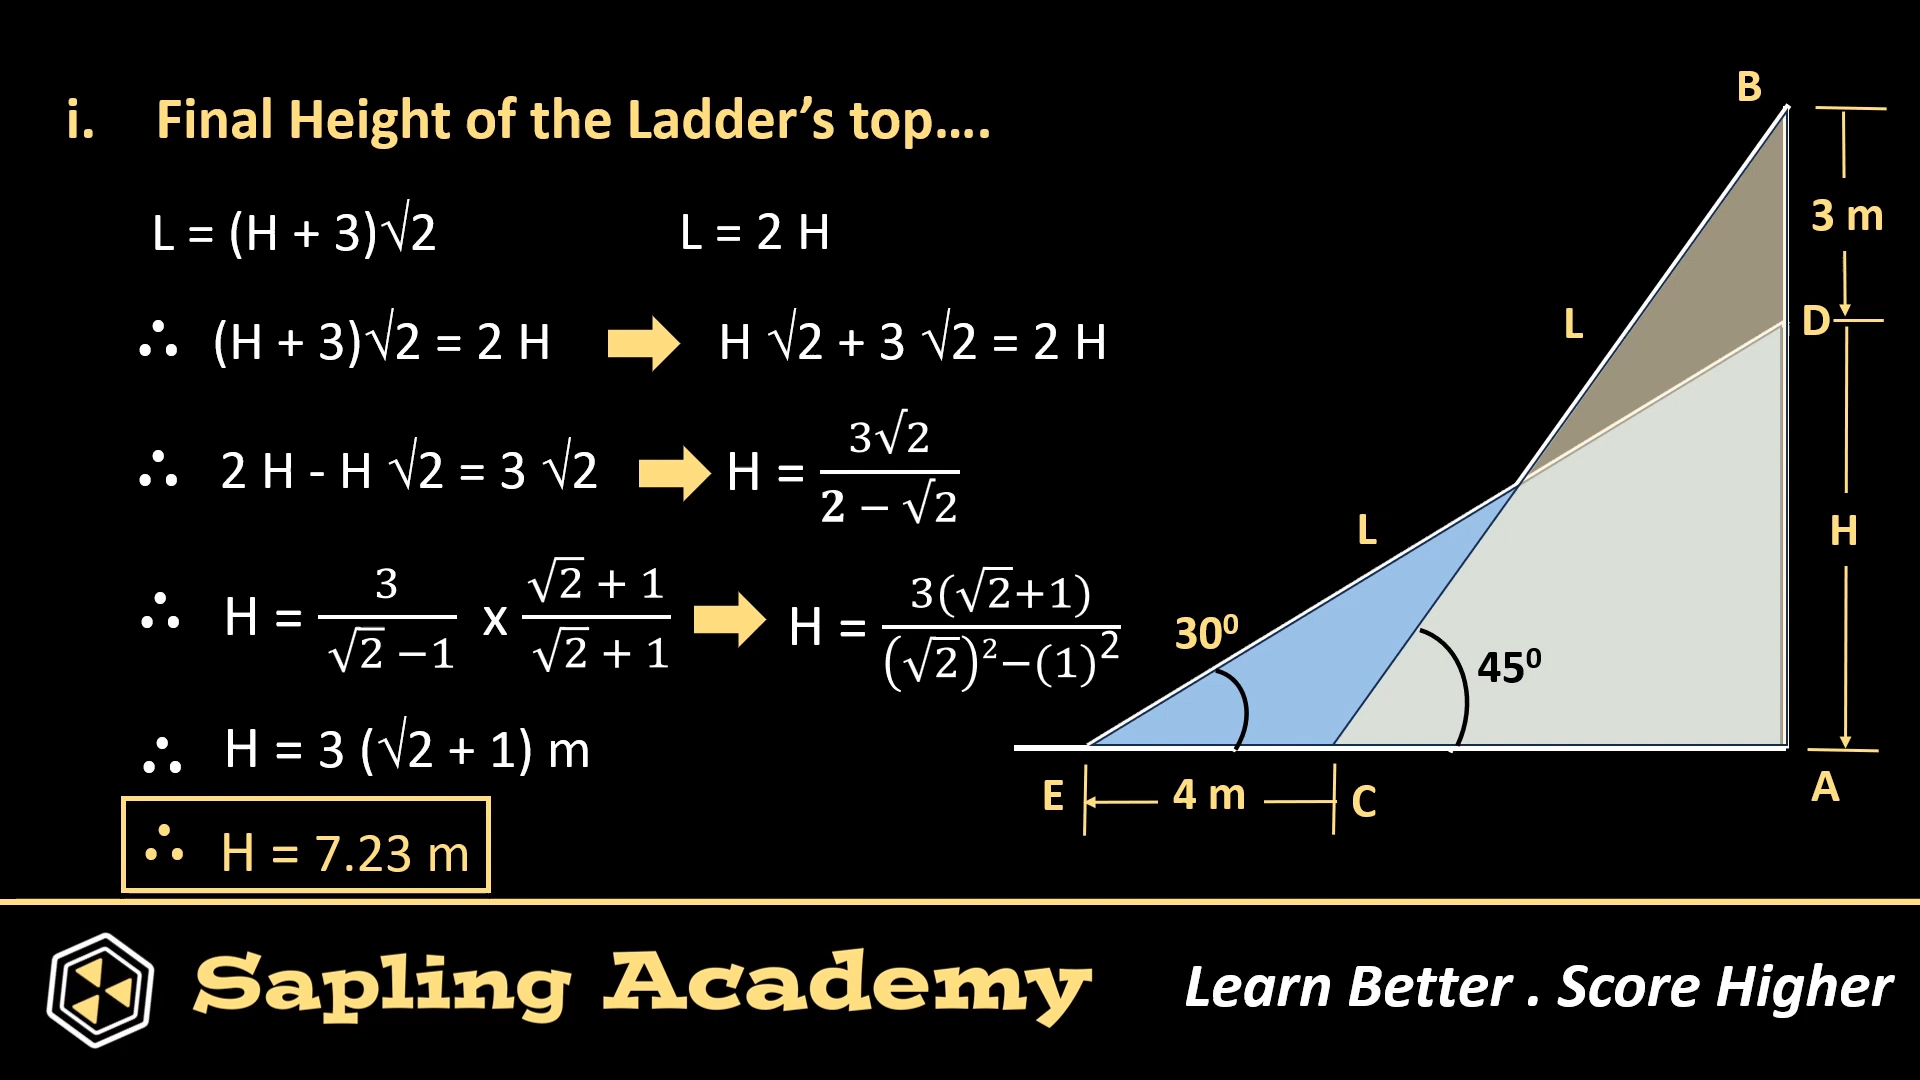 i. Final Height of the Ladder’s top....
L = (H + 3)√2 L = 2 H
∴ (H + 3)√2 = 2 H ➡ H √2 + 3 √2 = 2 H
∴ 2 H - H √2 = 3 √2 ➡ H = 3√2 / 2 − √2
∴ H = 3 / √2 −1 x √2 + 1 / √2 + 1 ➡ H = 3(√2+1) / (√2)²−(1)²
∴ H = 3 (√2 + 1) m
∴ H = 7.23 m
B
3 m
L
D
L
H
30⁰
45⁰
E
4 m
C
A
Sapling Academy
Learn Better . Score Higher